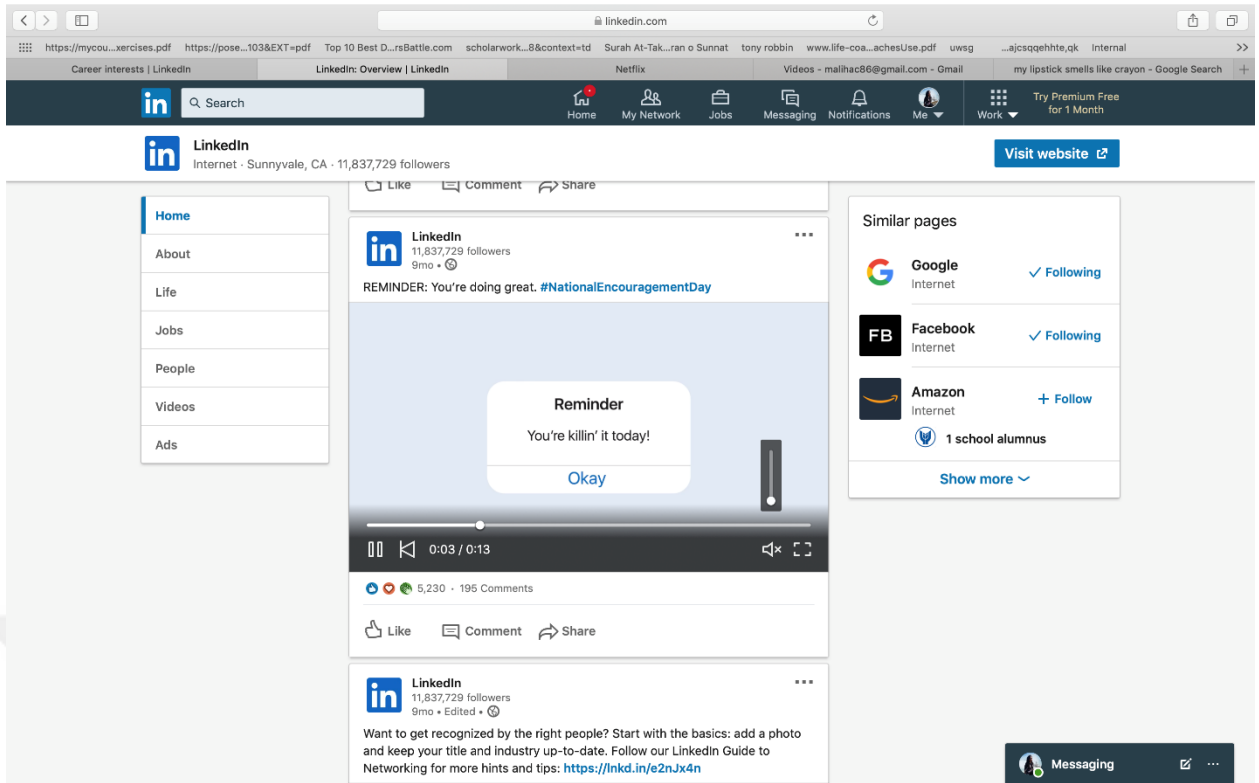 linkedin.com
https://mycou...xercises.pdf https://pose...103&EXT=pdf Top 10 Best D...rsBattle.com scholarwork...8&context=td Surah At-Tak...ran o Sunnat tony robbin www.life-coa...achesUse.pdf uwsg ...ajcsqqehhte,qk Internal >>
Career interests | LinkedIn LinkedIn: Overview | LinkedIn Netflix Videos - malihac86@gmail.com - Gmail my lipstick smells like crayon - Google Search +
in Search Home My Network Jobs Messaging Notifications Me Work Try Premium Free
for 1 Month
in LinkedIn
Internet · Sunnyvale, CA · 11,837,729 followers
Visit website
Like Comment Share
Home
About
Life
Jobs
People
Videos
Ads
in LinkedIn
11,837,729 followers
9mo •
REMINDER: You're doing great. #NationalEncouragementDay
Reminder
You're killin' it today!
Okay
0:03 / 0:13
5,230 · 195 Comments
Like Comment Share
in LinkedIn
11,837,729 followers
9mo • Edited •
Want to get recognized by the right people? Start with the basics: add a photo
and keep your title and industry up-to-date. Follow our LinkedIn Guide to
Networking for more hints and tips: https://lnkd.in/e2nJx4n
Similar pages
G Google
Internet
Following
FB Facebook
Internet
Following
Amazon
Internet
+ Follow
1 school alumnus
Show more
Messaging